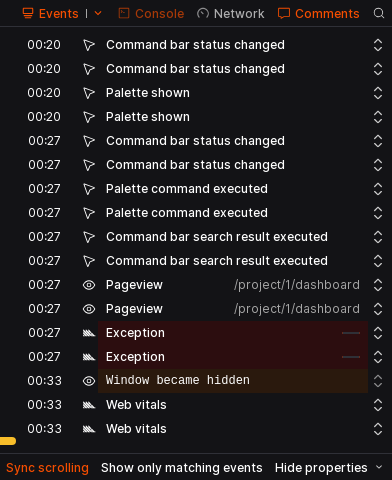 Events Console Network Comments
00:20 Command bar status changed
00:20 Command bar status changed
00:20 Palette shown
00:20 Palette shown
00:27 Command bar status changed
00:27 Command bar status changed
00:27 Palette command executed
00:27 Palette command executed
00:27 Command bar search result executed
00:27 Command bar search result executed
00:27 Pageview /project/1/dashboard
00:27 Pageview /project/1/dashboard
00:27 Exception
00:27 Exception
00:33 Window became hidden
00:33 Web vitals
00:33 Web vitals
Sync scrolling Show only matching events Hide properties